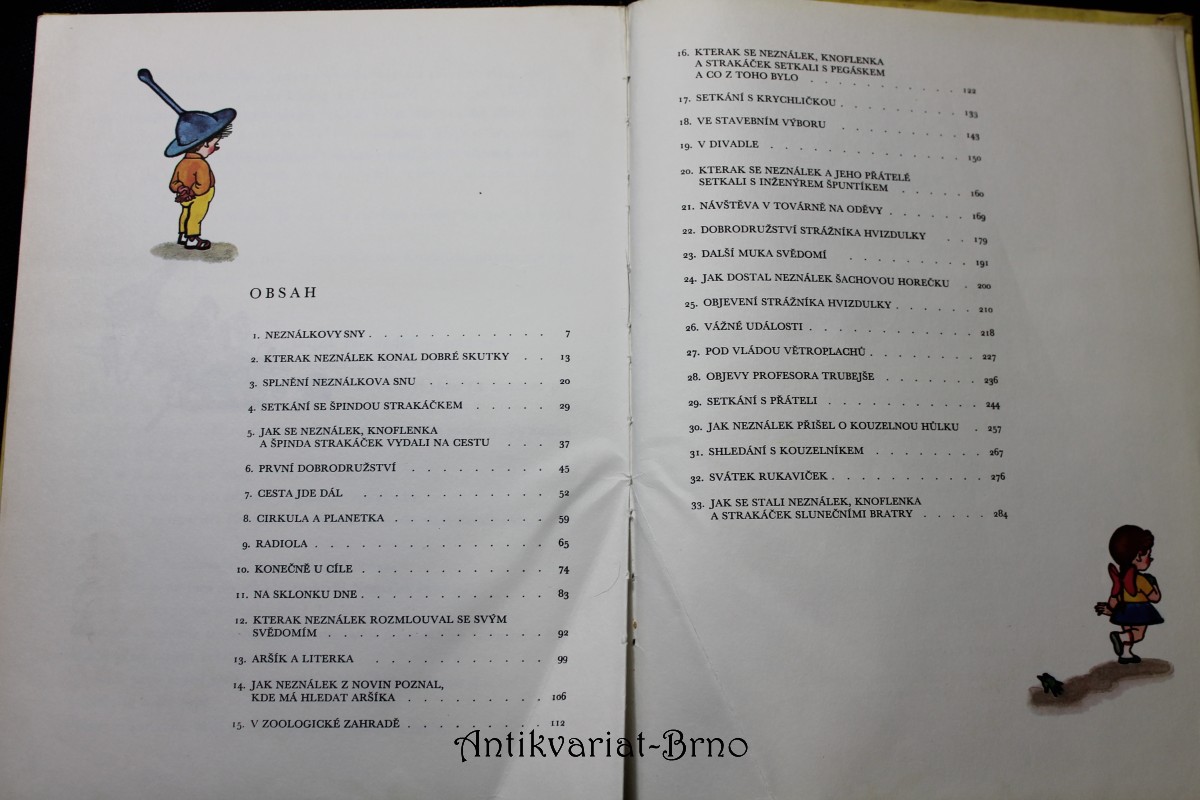 OBSAH
1. NEZNÁLKOVY SNY . . . . . . . . . . . . 7
2. KTERAK NEZNÁLEK KONAL DOBRÉ SKUTKY . . 13
3. SPLNĚNÍ NEZNÁLKOVA SNU . . . . . . . . 20
4. SETKÁNÍ SE ŠPINDOU STRAKÁČKEM . . . . . 29
5. JAK SE NEZNÁLEK, KNOFLENKA
A ŠPINDA STRAKÁČEK VYDALI NA CESTU . . . 37
6. PRVNÍ DOBRODRUŽSTVÍ . . . . . . . . . 45
7. CESTA JDE DÁL . . . . . . . . . . . . 52
8. CIRKULA A PLANETKA . . . . . . . . . . 59
9. RADIOLA . . . . . . . . . . . . . . . 65
10. KONEČNĚ U CÍLE . . . . . . . . . . . . 74
11. NA SKLONKU DNE . . . . . . . . . . . . 83
12. KTERAK NEZNÁLEK ROZMLOUVAL SE SVÝM
SVĚDOMÍM . . . . . . . . . . . . . . 92
13. ARŠÍK A LITERKA . . . . . . . . . . . 99
14. JAK NEZNÁLEK Z NOVIN POZNAL,
KDE MÁ HLEDAT ARŠÍKA . . . . . . . . . 106
15. V ZOOLOGICKÉ ZAHRADĚ . . . . . . . . . 112
16. KTERAK SE NEZNÁLEK, KNOFLENKA
A STRAKÁČEK SETKALI S PEGÁSKEM
A CO Z TOHO BYLO . . . . . . . . . . . 122
17. SETKÁNÍ S KRYCHLIČKOU . . . . . . . . . 135
18. VE STAVEBNÍM VÝBORU . . . . . . . . . 143
19. V DIVADLE . . . . . . . . . . . . . . 150
20. KTERAK SE NEZNÁLEK A JEHO PŘÁTELÉ
SETKALI S INŽENÝREM ŠPUNTÍKEM . . . . . 160
21. NÁVŠTĚVA V TOVÁRNĚ NA ODĚVY . . . . . . 169
22. DOBRODRUŽSTVÍ STRÁŽNÍKA HVIZDULKY . . 179
23. DALŠÍ MUKA SVĚDOMÍ . . . . . . . . . 191
24. JAK DOSTAL NEZNÁLEK ŠACHOVOU HOREČKU . 200
25. OBJEVENÍ STRÁŽNÍKA HVIZDULKY . . . . . . 210
26. VÁŽNÉ UDÁLOSTI . . . . . . . . . . . . 218
27. POD VLÁDOU VĚTROPLACHŮ . . . . . . . . 227
28. OBJEVY PROFESORA TRUBEJŠE . . . . . . . 236
29. SETKÁNÍ S PŘÁTELI . . . . . . . . . . . 244
30. JAK NEZNÁLEK PŘIŠEL O KOUZELNOU HŮLKU . 257
31. SHLEDÁNÍ S KOUZELNÍKEM . . . . . . . . 267
32. SVÁTEK RUKAVIČEK . . . . . . . . . . . 276
33. JAK SE STALI NEZNÁLEK, KNOFLENKA
A STRAKÁČEK SLUNEČNÍMI BRATRY . . . . . 284
Antikvariat-Brno